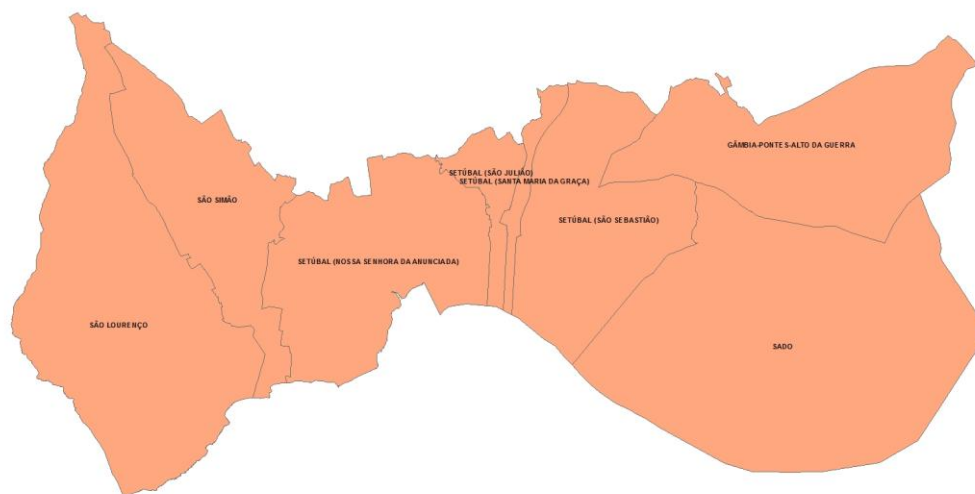 GÂMBIA-PONTES-ALTO DA GUERRA
SETÚBAL (SÃO JULIÃO)
SETÚBAL (SANTA MARIA DA GRAÇA)
SÃO SIMÃO
SETÚBAL (SÃO SEBASTIÃO)
SETÚBAL (NOSSA SENHORA DA ANUNCIADA)
SÃO LOURENÇO
SADO